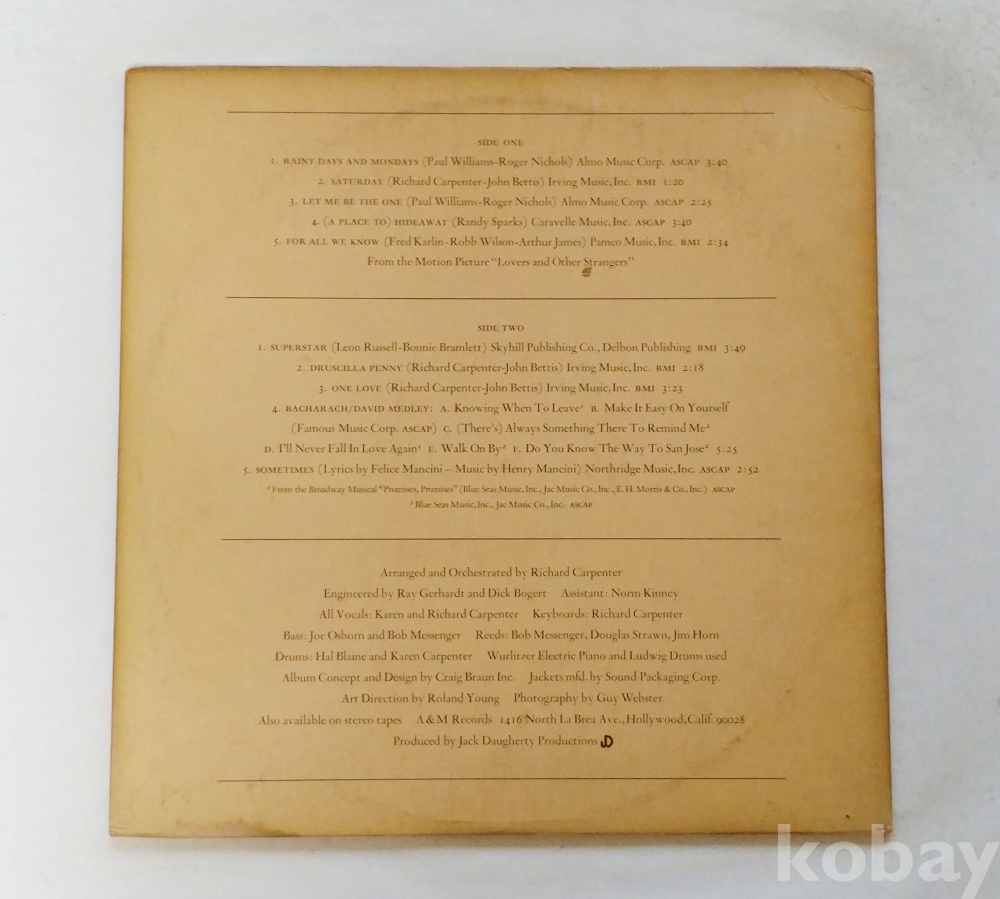 SIDE ONE
1. RAINY DAYS AND MONDAYS (Paul Williams-Roger Nichols) Almo Music Corp. ASCAP 3:40
2. SATURDAY (Richard Carpenter-John Bettis) Irving Music, Inc. BMI 1:20
3. LET ME BE THE ONE (Paul Williams-Roger Nichols) Almo Music Corp. ASCAP 2:25
4. (A PLACE TO) HIDEAWAY (Randy Sparks) Caravelle Music, Inc. ASCAP 3:40
5. FOR ALL WE KNOW (Fred Karlin-Robb Wilson-Arthur James) Pamco Music, Inc. BMI 2:34
From the Motion Picture "Lovers and Other Strangers"
SIDE TWO
1. SUPERSTAR (Leon Russell-Bonnie Bramlett) Skyhill Publishing Co., Delbon Publishing BMI 3:49
2. DRUSCILLA PENNY (Richard Carpenter-John Bettis) Irving Music, Inc. BMI 2:18
3. ONE LOVE (Richard Carpenter-John Bettis) Irving Music, Inc. BMI 3:23
4. BACHARACH/DAVID MEDLEY: A. Knowing When To Leave¹ B. Make It Easy On Yourself
(Famous Music Corp. ASCAP) C. (There's) Always Something There To Remind Me²
D. I'll Never Fall In Love Again¹ E. Walk On By² F. Do You Know The Way To San Jose² 5:25
5. SOMETIMES (Lyrics by Felice Mancini – Music by Henry Mancini) Northridge Music, Inc. ASCAP 2:52
¹ From the Broadway Musical "Promises, Promises" (Blue Seas Music, Inc., Jac Music Co., Inc., E. H. Morris & Co., Inc.) ASCAP
² Blue Seas Music, Inc., Jac Music Co., Inc. ASCAP
Arranged and Orchestrated by Richard Carpenter
Engineered by Ray Gerhardt and Dick Bogert Assistant: Norm Kinney
All Vocals: Karen and Richard Carpenter Keyboards: Richard Carpenter
Bass: Joe Osborn and Bob Messenger Reeds: Bob Messenger, Douglas Strawn, Jim Horn
Drums: Hal Blaine and Karen Carpenter Wurlitzer Electric Piano and Ludwig Drums used
Album Concept and Design by Craig Braun Inc. Jackets mfd. by Sound Packaging Corp.
Art Direction by Roland Young Photography by Guy Webster
Also available on stereo tapes A&M Records 1416 North La Brea Ave., Hollywood, Calif. 90028
Produced by Jack Daugherty Productions JD
kobay